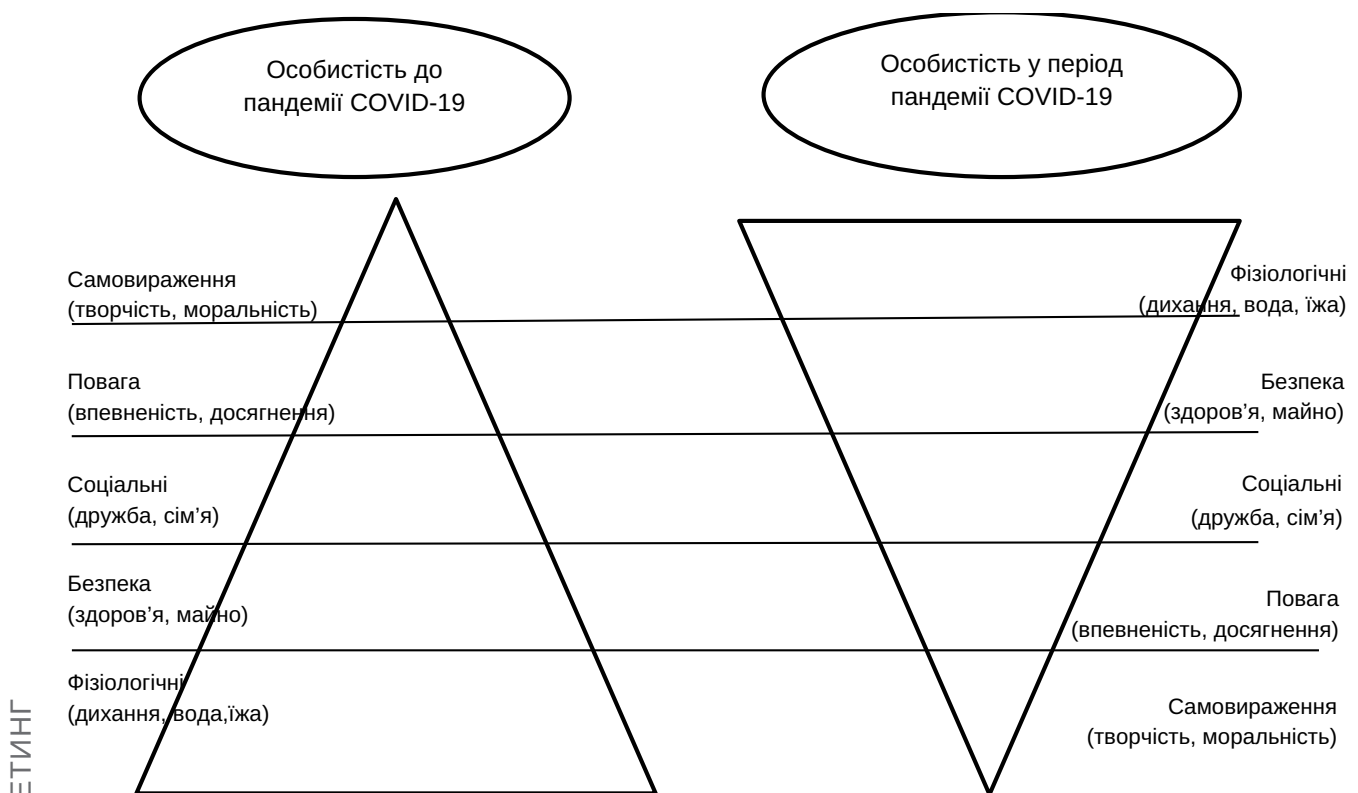 Особистість до
пандемії COVID-19
Особистість у період
пандемії COVID-19
Самовираження
(творчість, моральність)
Повага
(впевненість, досягнення)
Соціальні
(дружба, сім’я)
Безпека
(здоров’я, майно)
Фізіологічні
(дихання, вода,їжа)
Фізіологічні
(дихання, вода, їжа)
Безпека
(здоров’я, майно)
Соціальні
(дружба, сім’я)
Повага
(впевненість, досягнення)
Самовираження
(творчість, моральність)
ЕТИНГ